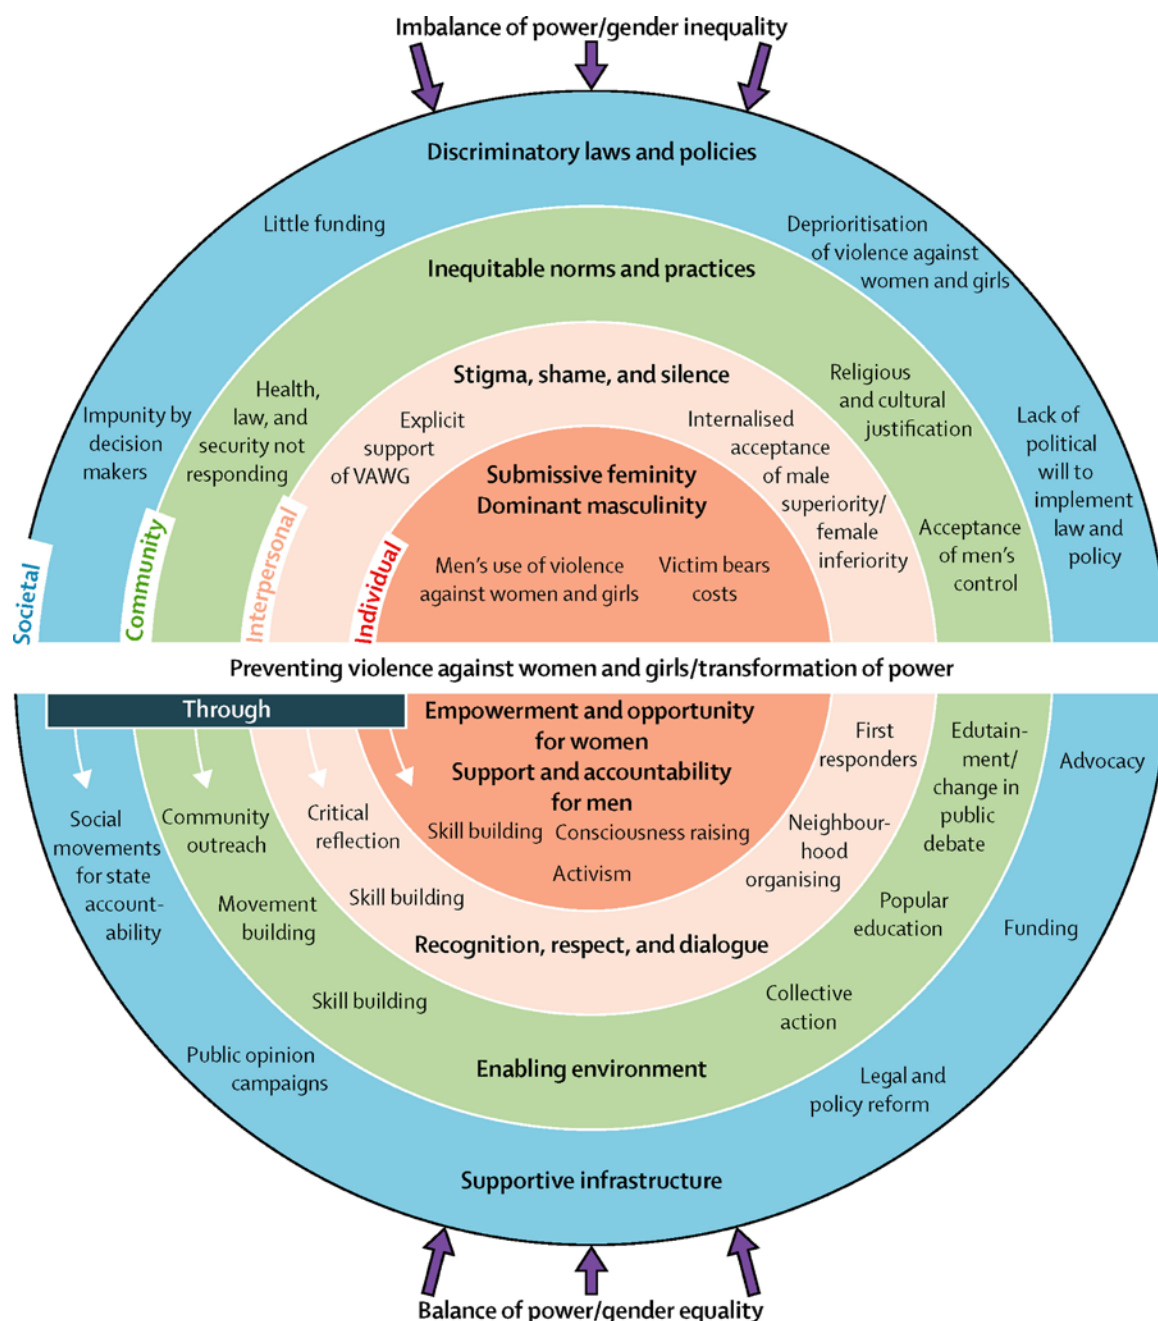 Imbalance of power/gender inequality
Discriminatory laws and policies
Little funding
Deprioritisation
of violence against
women and girls
Impunity by
decision
makers
Lack of
political
will to
implement
law and
policy
Inequitable norms and practices
Health,
law, and
security not
responding
Religious
and cultural
justification
Acceptance
of men's
control
Stigma, shame, and silence
Explicit
support
of VAWG
Internalised
acceptance
of male
superiority/
female
inferiority
Submissive feminity
Dominant masculinity
Men's use of violence
against women and girls
Victim bears
costs
Societal
Community
Interpersonal
Individual
Preventing violence against women and girls/transformation of power
Through
Empowerment and opportunity
for women
Support and accountability
for men
Skill building
Consciousness raising
Activism
Critical
reflection
Skill building
First
responders
Neighbour-
hood
organising
Recognition, respect, and dialogue
Community
outreach
Movement
building
Skill building
Edutain-
ment/
change in
public
debate
Popular
education
Collective
action
Enabling environment
Social
movements
for state
account-
ability
Public opinion
campaigns
Advocacy
Funding
Legal and
policy reform
Supportive infrastructure
Balance of power/gender equality